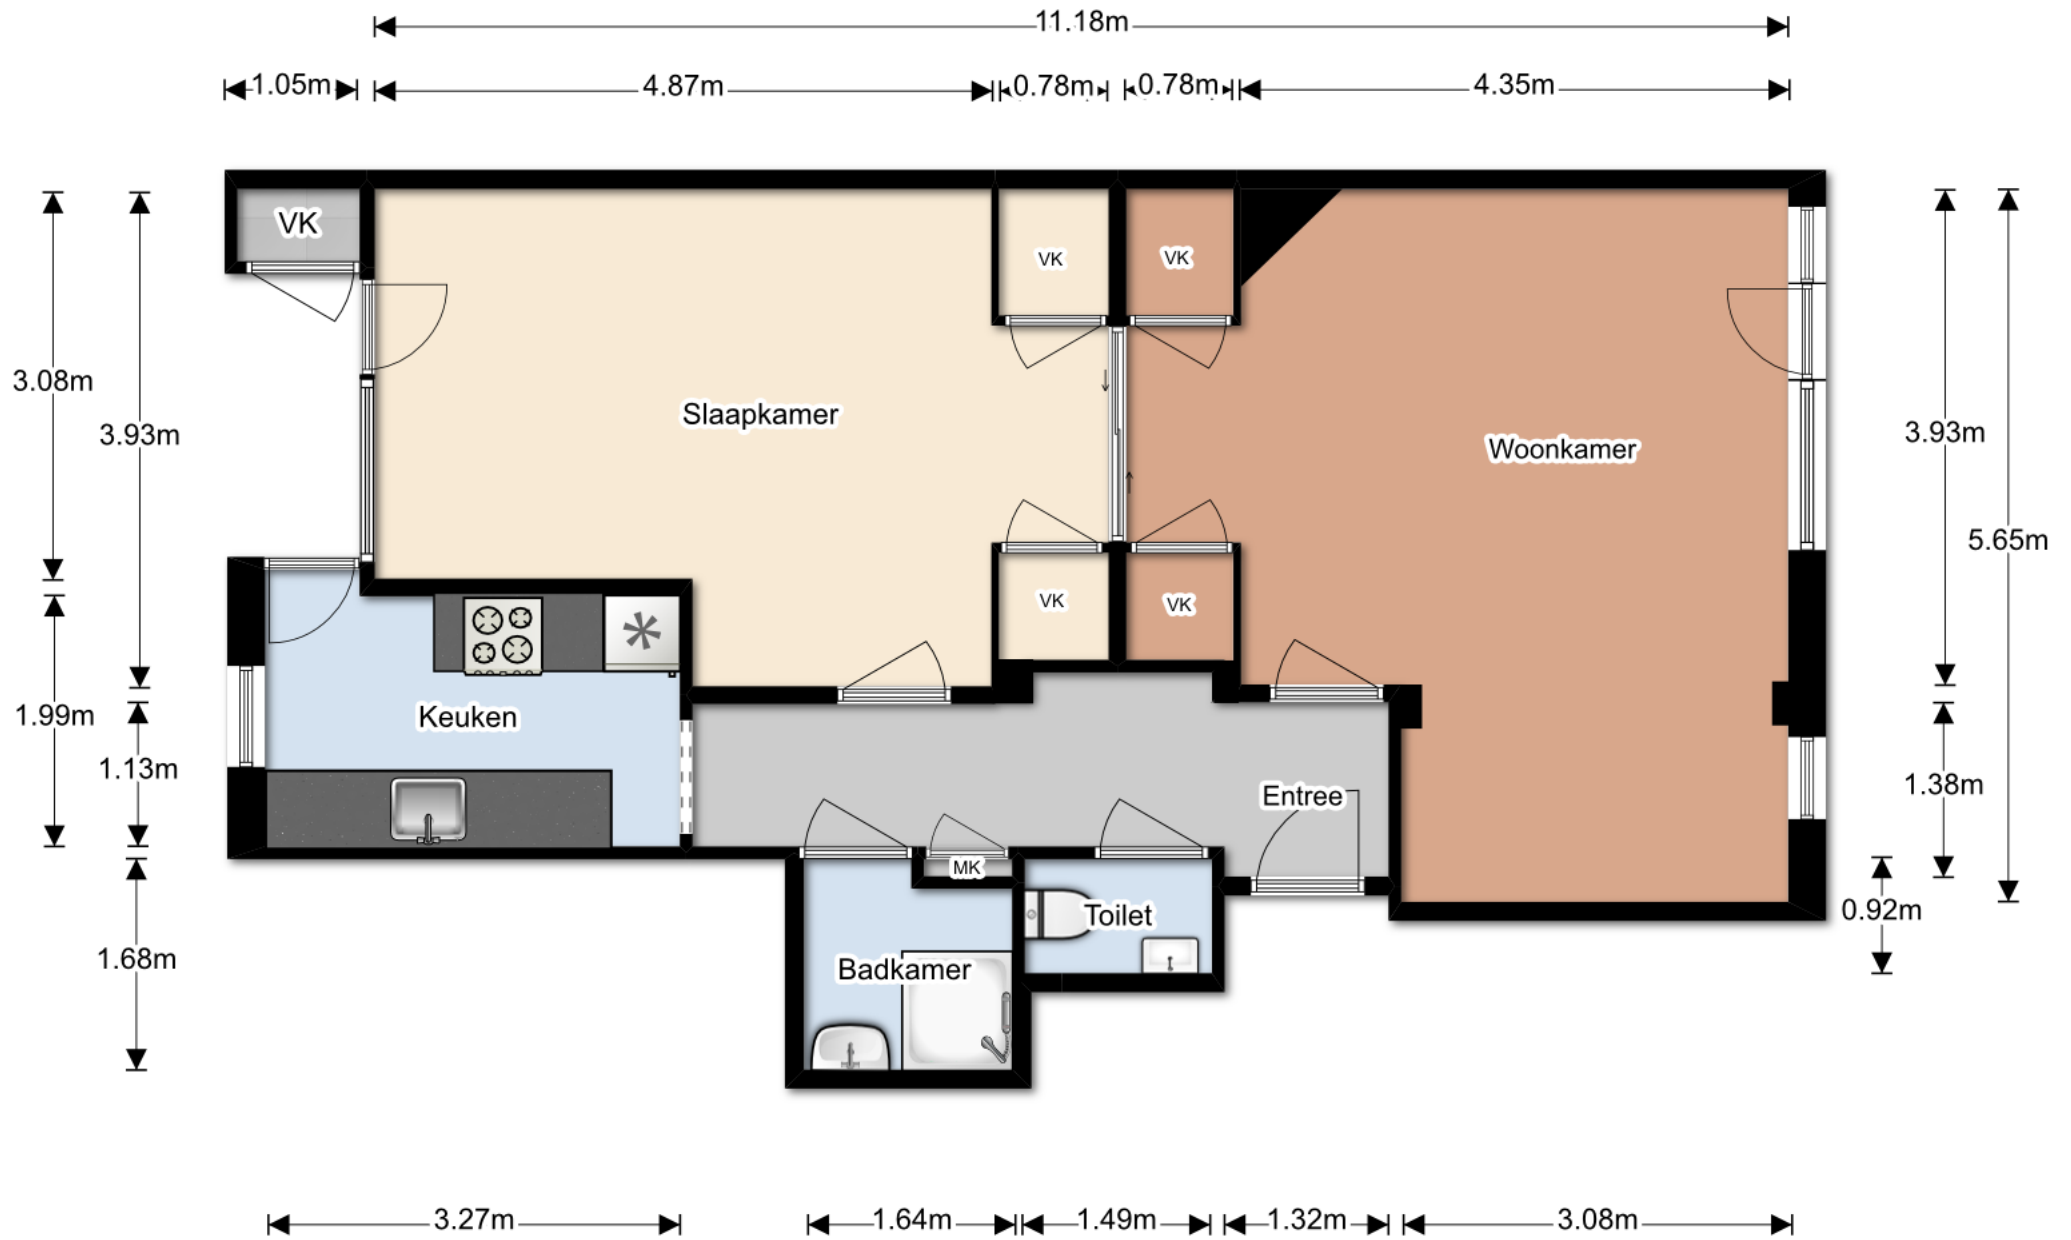 11.18m
1.05m
4.87m
0.78m
0.78m
4.35m
VK
VK
VK
3.08m
3.93m
Slaapkamer
Woonkamer
3.93m
5.65m
VK
VK
1.99m
Keuken
1.13m
Entree
1.38m
MK
Toilet
0.92m
1.68m
Badkamer
3.27m
1.64m
1.49m
1.32m
3.08m